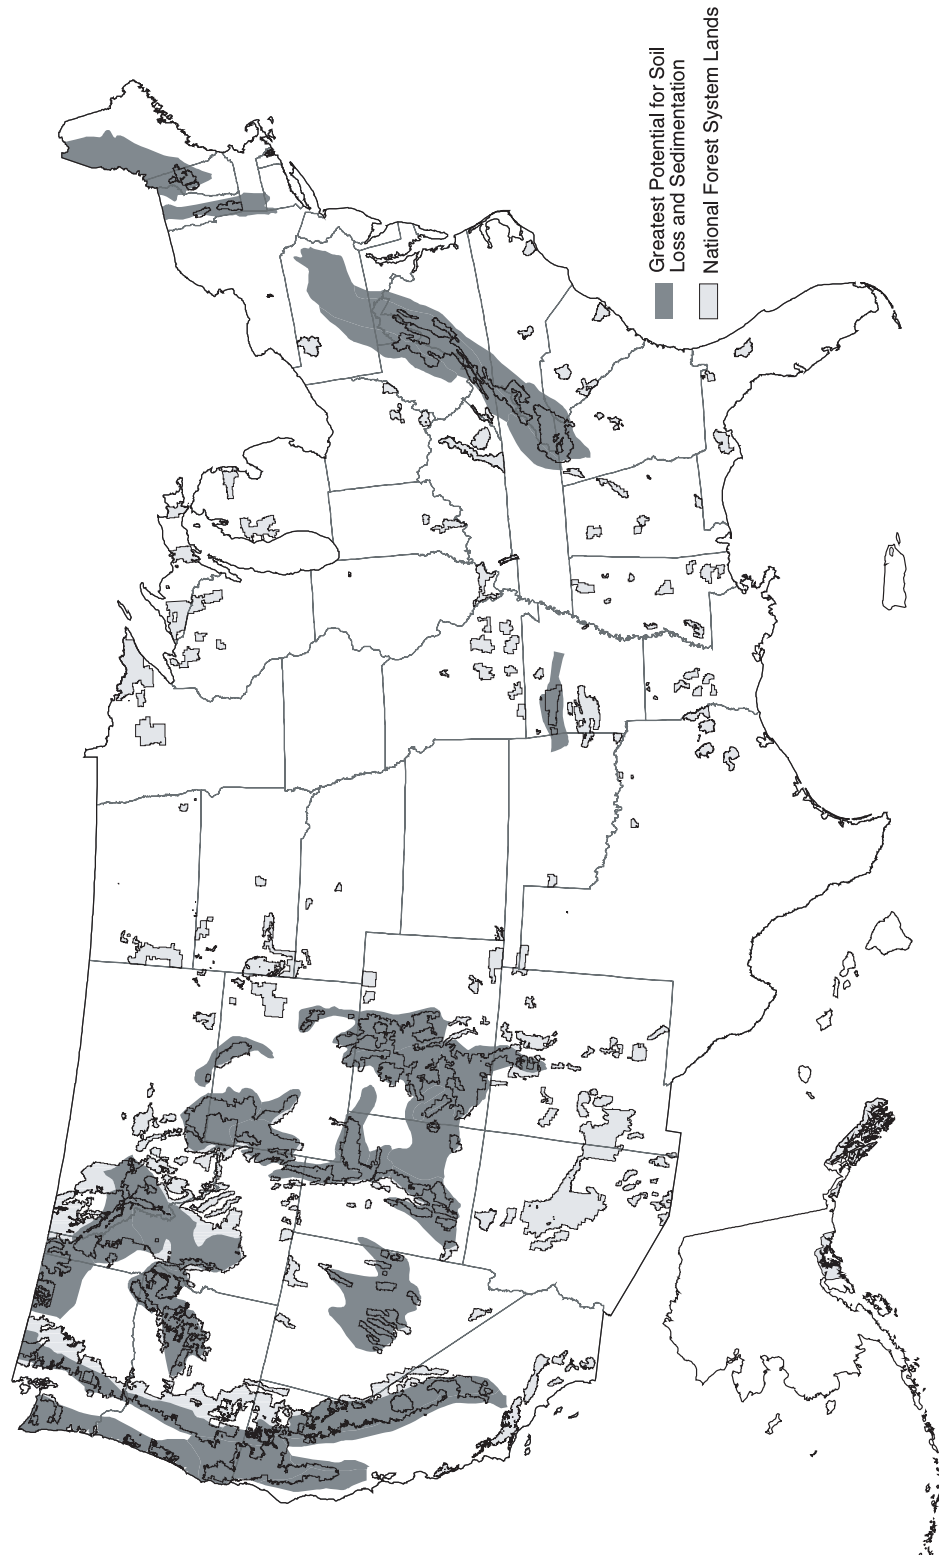 Greatest Potential for Soil
Loss and Sedimentation
National Forest System Lands